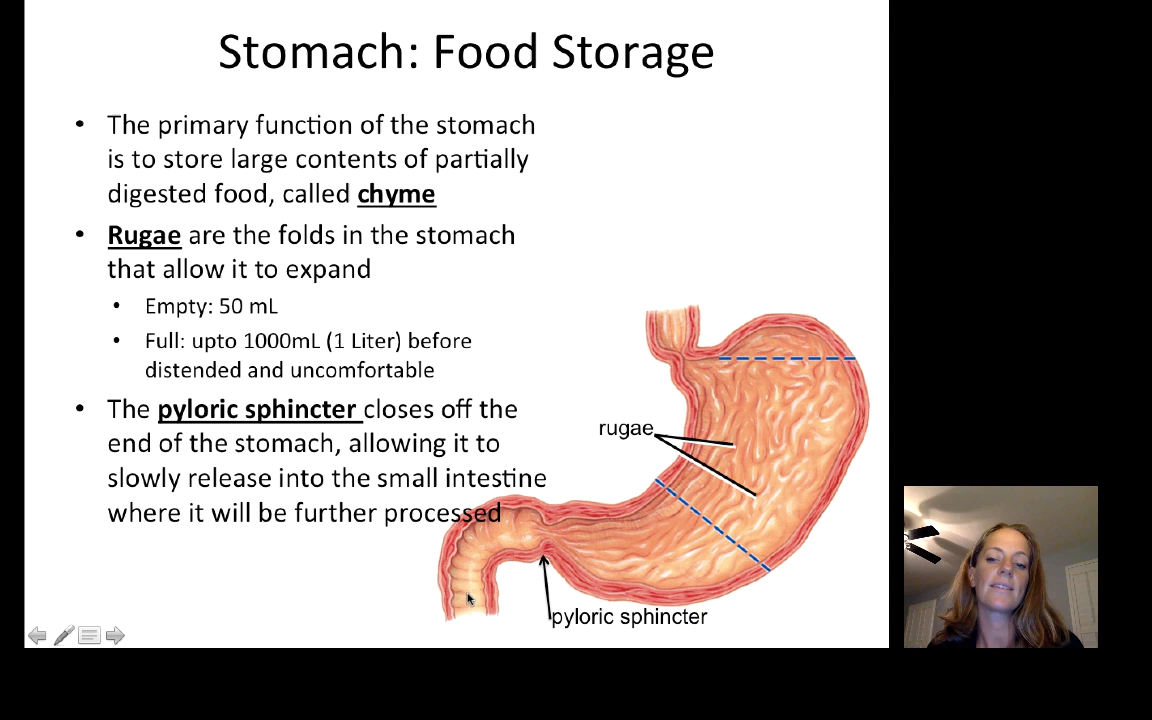 Stomach: Food Storage
• The primary function of the stomach
is to store large contents of partially
digested food, called chyme
• Rugae are the folds in the stomach
that allow it to expand
• Empty: 50 mL
• Full: upto 1000mL (1 Liter) before
distended and uncomfortable
• The pyloric sphincter closes off the
end of the stomach, allowing it to
slowly release into the small intestine
where it will be further processed
rugae
pyloric sphincter